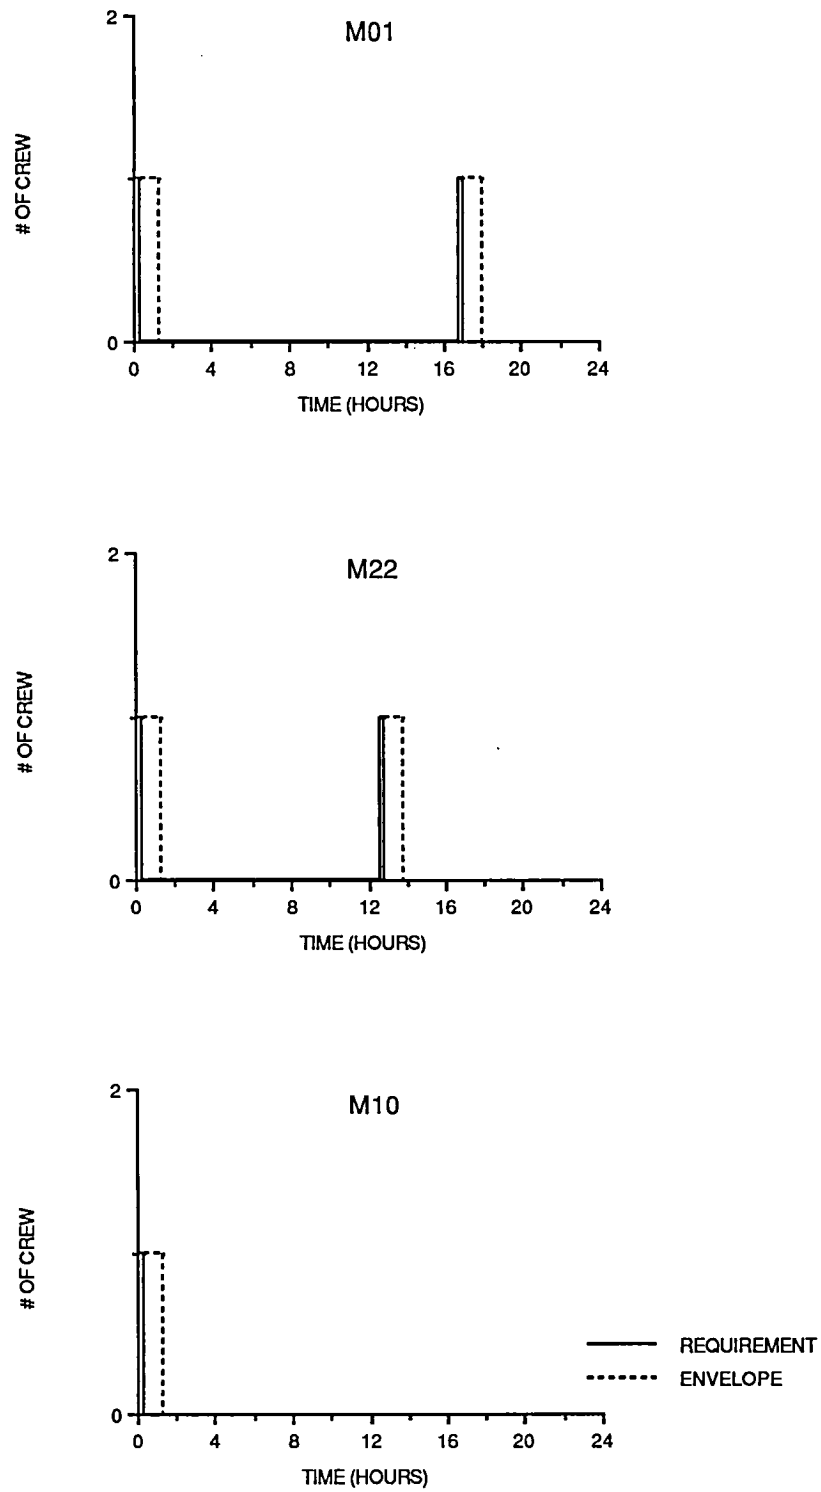 M01
2
0
# OF CREW
0 4 8 12 16 20 24
TIME (HOURS)
M22
2
0
# OF CREW
0 4 8 12 16 20 24
TIME (HOURS)
M10
2
0
# OF CREW
0 4 8 12 16 20 24
TIME (HOURS)
REQUIREMENT
ENVELOPE